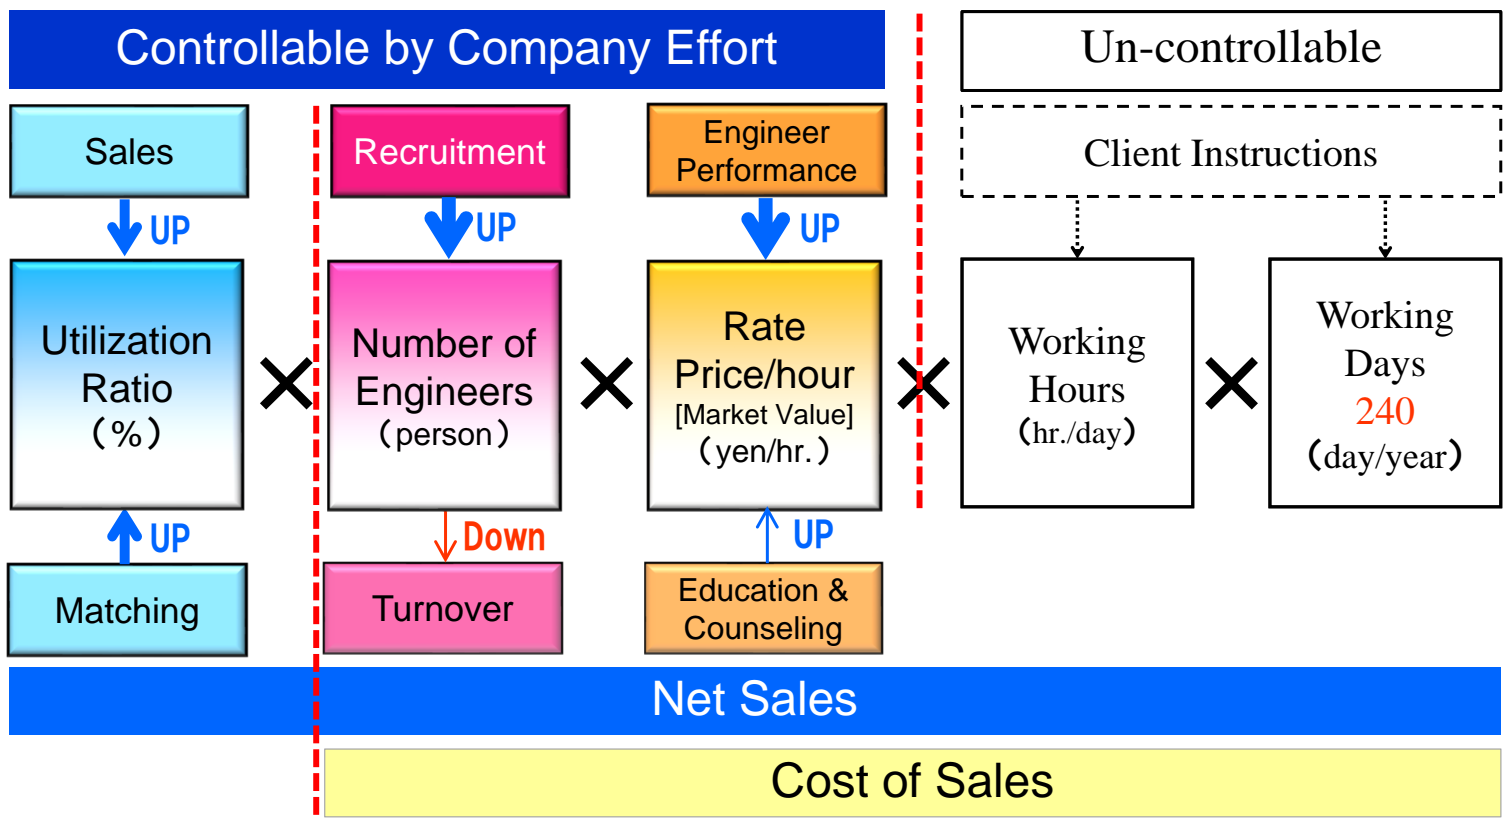 Controllable by Company Effort
Un-controllable
Sales
Recruitment
Engineer
Performance
Client Instructions
UP
UP
UP
Utilization
Ratio
(%)
Number of
Engineers
(person)
Rate
Price/hour
[Market Value]
(yen/hr.)
Working
Hours
(hr./day)
Working
Days
240
(day/year)
UP
Down
UP
Matching
Turnover
Education &
Counseling
Net Sales
Cost of Sales